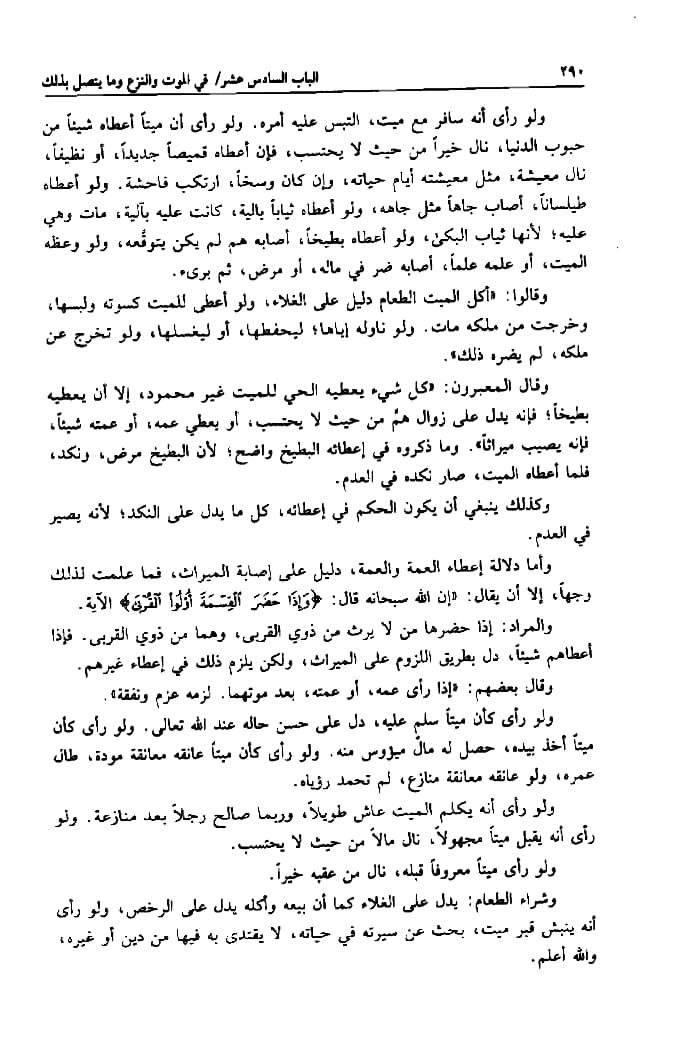 ٢٩٠ الباب السادس عشر/ في الموت والنزع وما يتصل بذلك
ولو رأى أنه سافر مع ميت، التبس عليه أمره. ولو رأى أن ميتاً أعطاه شيئاً من
حبوب الدنيا، نال خيراً من حيث لا يحتسب، فإن أعطاه قميصاً جديداً، أو نظيفاً،
نال معيشة، مثل معيشته أيام حياته، وإن كان وسخاً، ارتكب فاحشة. ولو أعطاه
طيلساناً، أصاب جاهاً مثل جاهه، ولو أعطاه ثياباً بالية، كانت عليه بآلية، مات وهي
عليه؛ لأنها ثياب البكئ، ولو أعطاه بطيخاً، أصابه هم لم يكن يتوقَّعه، ولو وعظه
الميت، أو علمه علماً، أصابه ضر في ماله، أو مرض، ثم برىء.
وقالوا: «أكل الميت الطعام دليل على الغلاء، ولو أعطى للميت كسوته ولبسها،
وخرجت من ملكه مات. ولو ناوله إياها؛ ليحفظها، أو ليغسلها، ولو تخرج عن
ملكه، لم يضره ذلك».
وقال المعبرون: «كل شيء يعطيه الحي للميت غير محمود، إلا أن يعطيه
بطيخاً؛ فإنه يدل على زوال همٌّ من حيث لا يحتسب، أو يعطي عمه، أو عمته شيئاً،
فإنه يصيب ميراثاً». وما ذكروه في إعطائه البطيخ واضح؛ لأن البطيخ مرض، ونكد،
فلما أعطاه الميت، صار نكده في العدم.
وكذلك ينبغي أن يكون الحكم في إعطائه، كل ما يدل على النكد؛ لأنه يصير
في العدم.
وأما دلالة إعطاء العمة والعمة، دليل على إصابة الميراث، فما علمت لذلك
وجهاً، إلا أن يقال: «إن الله سبحانه قال: ﴿وَإِذَا حَضَرَ ٱلْقِسْمَةَ أُوْلُواْ ٱلْقُرْبَىٰ﴾ الآية.
والمراد: إذا حضرها من لا يرث من ذوي القربى، وهما من ذوي القربى. فإذا
أعطاهم شيئاً، دل بطريق اللزوم على الميراث، ولكن يلزم ذلك في إعطاء غيرهم.
وقال بعضهم: «إذا رأى عمه، أو عمته، بعد موتهما. لزمه عزم ونفقة».
ولو رأى كأن ميتاً سلم عليه، دل على حسن حاله عند الله تعالى. ولو رأى كأن
ميتاً أخذ بيده، حصل له مالٌ ميؤوس منه. ولو رأى كأن ميتاً عانقه معانقة مودة، طال
عمره، ولو عانقه معانقة منازع، لم تحمد رؤياه.
ولو رأى أنه يكلم الميت عاش طويلاً، وربما صالح رجلاً بعد منازعة. ولو
رأى أنه يقبل ميتاً مجهولاً، نال مالاً من حيث لا يحتسب.
ولو رأى ميتاً معروفاً قبله، نال من عقبه خيراً.
وشراء الطعام: يدل على الغلاء كما أن بيعه وأكله يدل على الرخص، ولو رأى
أنه ينبش قبر ميت، بحث عن سيرته في حياته، لا يقتدى به فيها من دين أو غيره،
والله أعلم.